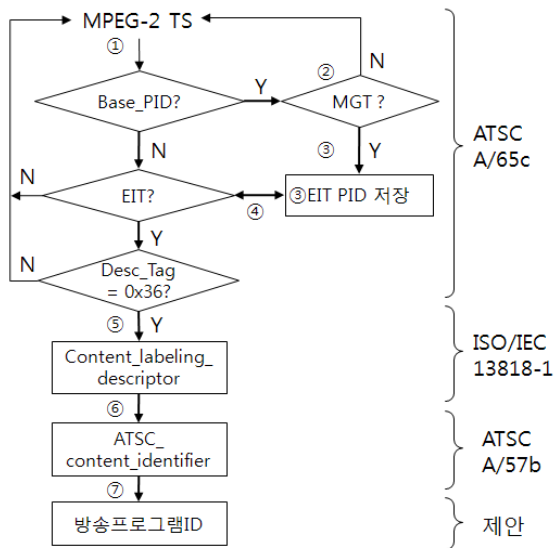 MPEG-2 TS
①
N
②
Base_PID?
Y
MGT ?
ATSC
A/65c
N
③
Y
N
EIT?
④
③EIT PID 저장
Y
N
Desc_Tag
= 0x36?
⑤
Y
Content_labeling_
descriptor
ISO/IEC
13818-1
⑥
ATSC_
content_identifier
ATSC
A/57b
⑦
방송프로그램ID
제안